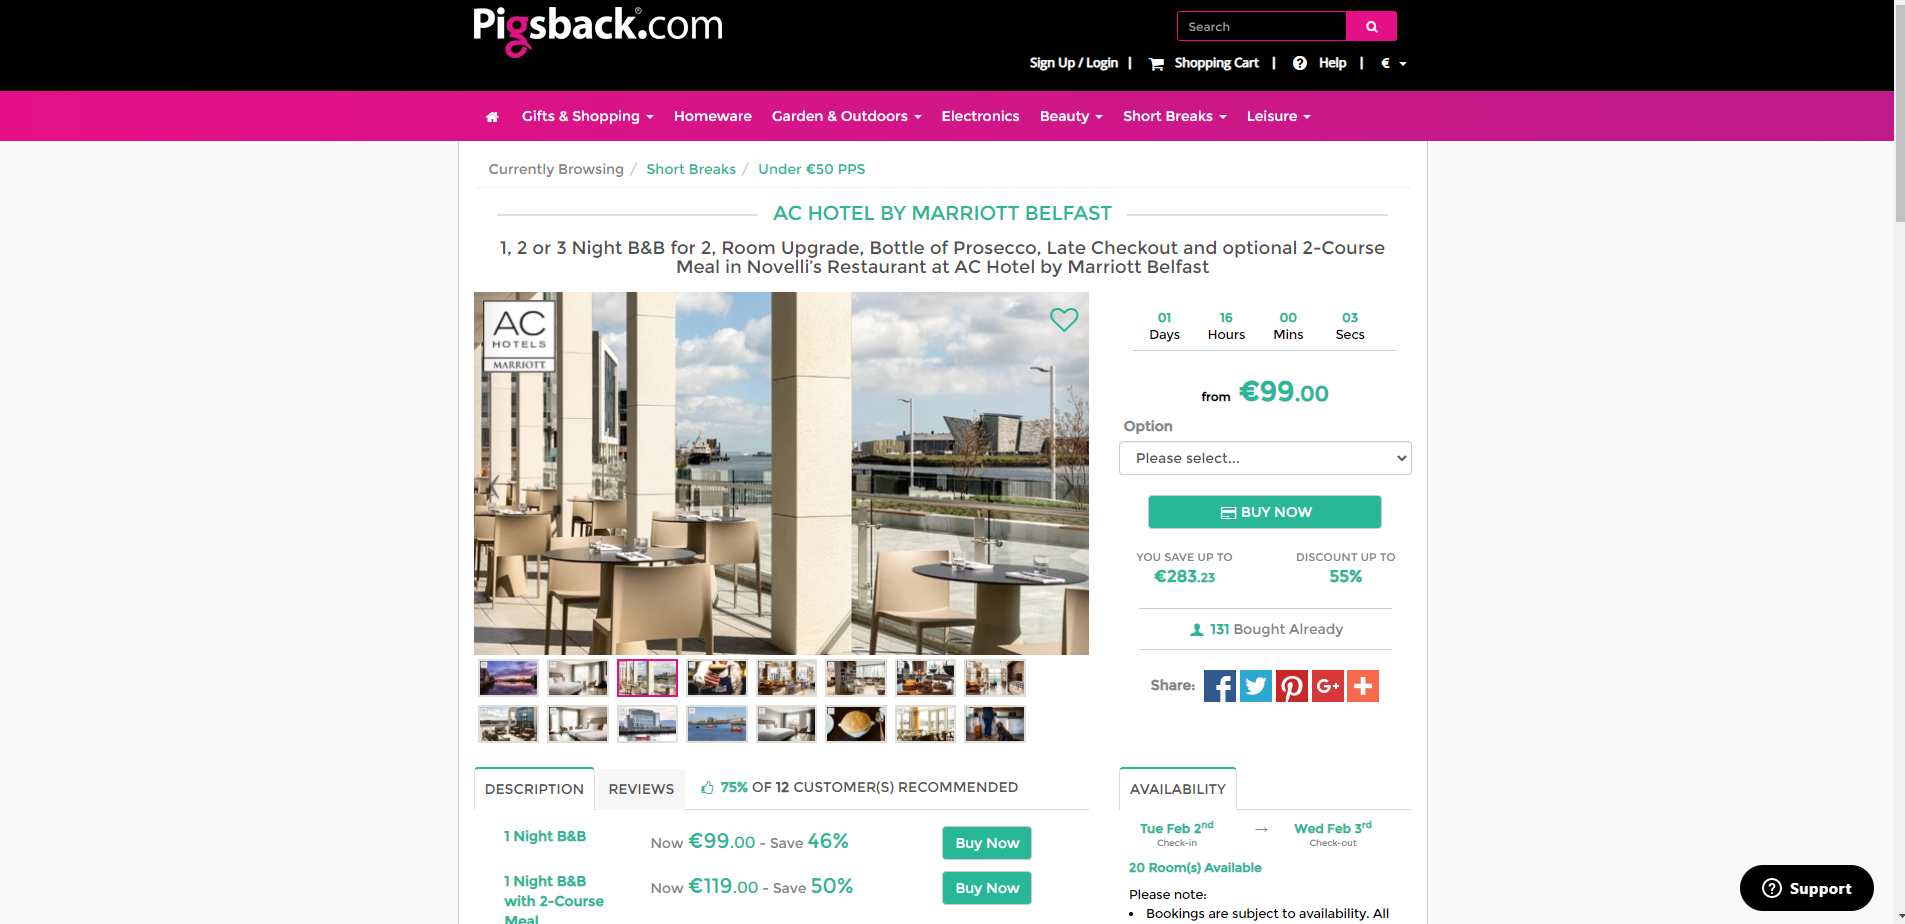 Pigsback.com
Search
Sign Up / Login | Shopping Cart | Help | €
Gifts & Shopping Homeware Garden & Outdoors Electronics Beauty Short Breaks Leisure
Currently Browsing / Short Breaks / Under €50 PPS
AC HOTEL BY MARRIOTT BELFAST
1, 2 or 3 Night B&B for 2, Room Upgrade, Bottle of Prosecco, Late Checkout and optional 2-Course
Meal in Novelli’s Restaurant at AC Hotel by Marriott Belfast
AC
HOTELS
MARRIOTT
01 16 00 03
Days Hours Mins Secs
from €99.00
Option
Please select...
BUY NOW
YOU SAVE UP TO DISCOUNT UP TO
€283.23 55%
131 Bought Already
Share:
DESCRIPTION REVIEWS 75% OF 12 CUSTOMER(S) RECOMMENDED
1 Night B&B Now €99.00 - Save 46% Buy Now
1 Night B&B
with 2-Course
Meal
Now €119.00 - Save 50% Buy Now
AVAILABILITY
Tue Feb 2nd → Wed Feb 3rd
Check-in Check-out
20 Room(s) Available
Please note:
• Bookings are subject to availability. All
Support